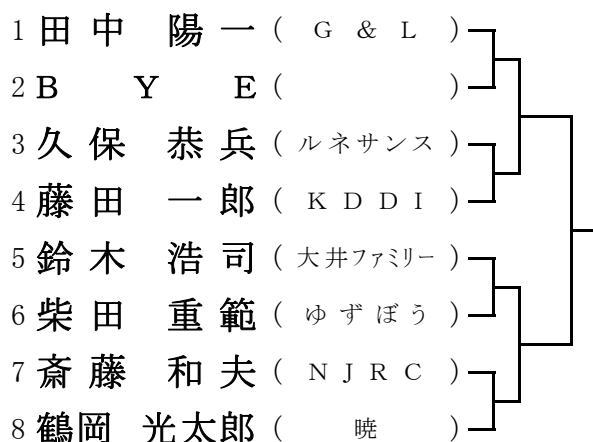 1 田中 陽一 ( G & L )
2 B Y E ( )
3 久保 恭兵 ( ルネサンス )
4 藤田 一郎 ( K D D I )
5 鈴木 浩司 ( 大井ファミリー )
6 柴田 重範 ( ゆずぼう )
7 斎藤 和夫 ( N J R C )
8 鶴岡 光太郎 ( 暁 )